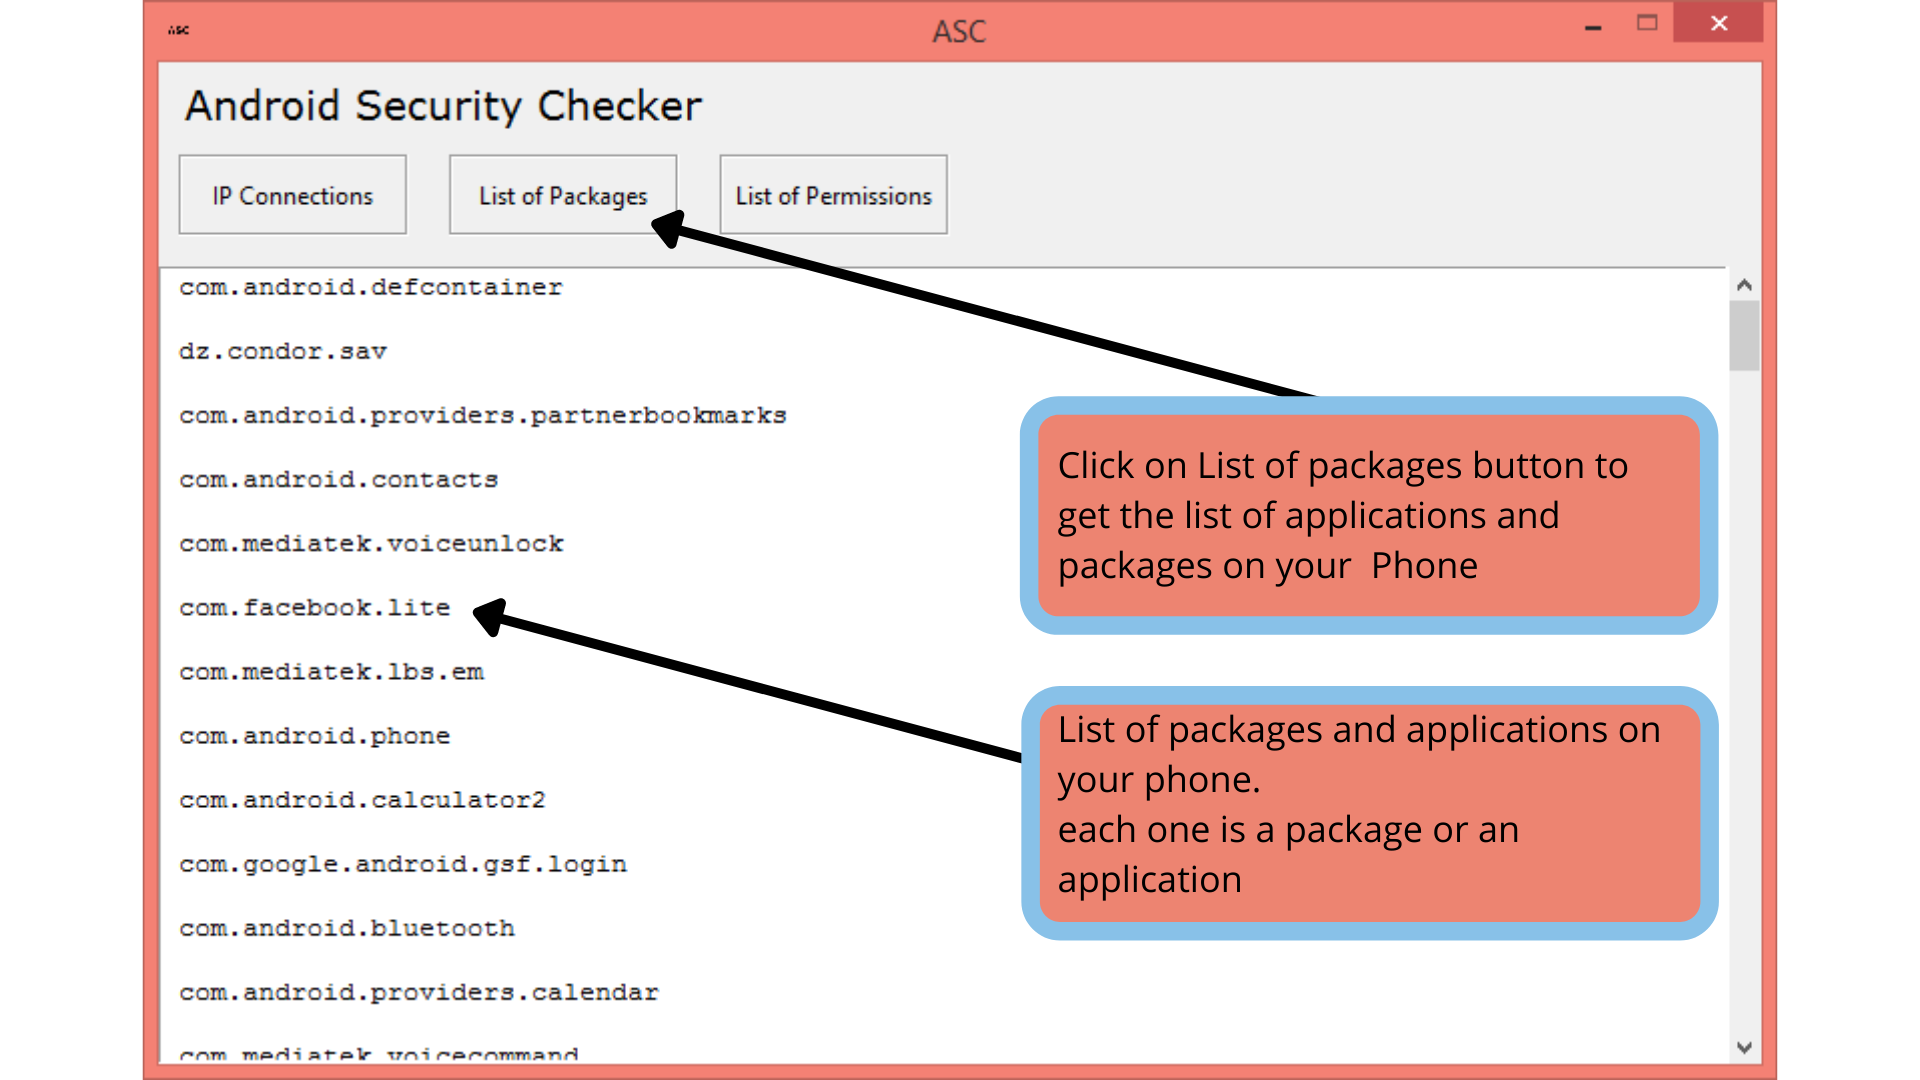 ASC
ASC
Android Security Checker
IP Connections
List of Packages
List of Permissions
com.android.defcontainer
dz.condor.sav
com.android.providers.partnerbookmarks
com.android.contacts
com.mediatek.voiceunlock
com.facebook.lite
com.mediatek.lbs.em
com.android.phone
com.android.calculator2
com.google.android.gsf.login
com.android.bluetooth
com.android.providers.calendar
com.mediatek.voicecommand
Click on List of packages button to
get the list of applications and
packages on your  Phone
List of packages and applications on
your phone.
each one is a package or an
application